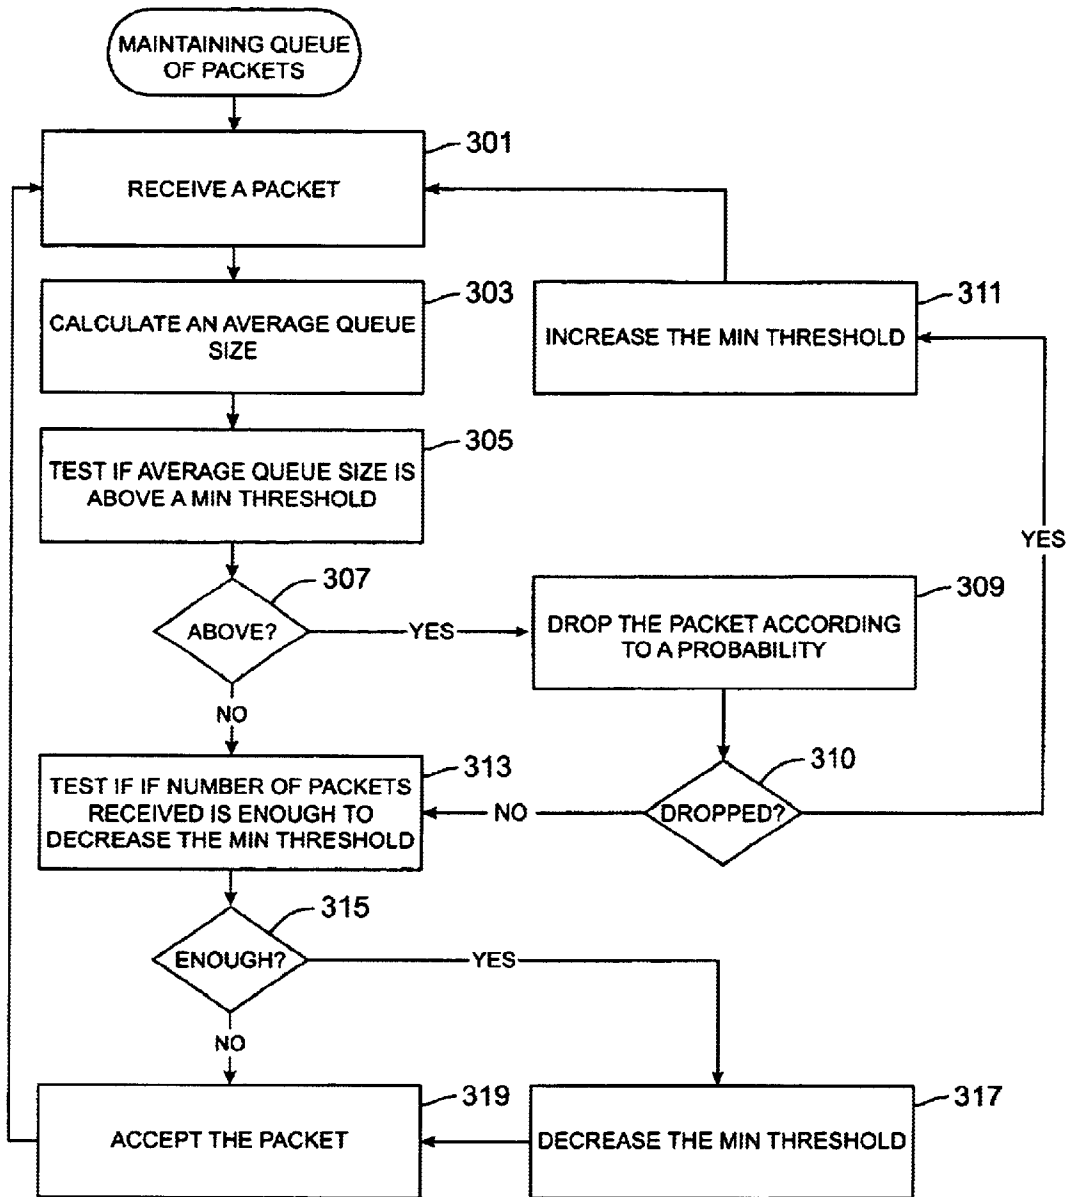 MAINTAINING QUEUE
OF PACKETS
301
RECEIVE A PACKET
303
CALCULATE AN AVERAGE QUEUE
SIZE
311
INCREASE THE MIN THRESHOLD
305
TEST IF AVERAGE QUEUE SIZE IS
ABOVE A MIN THRESHOLD
YES
307
ABOVE?
YES
309
DROP THE PACKET ACCORDING
TO A PROBABILITY
NO
313
TEST IF IF NUMBER OF PACKETS
RECEIVED IS ENOUGH TO
DECREASE THE MIN THRESHOLD
NO
310
DROPPED?
315
ENOUGH?
YES
NO
319
ACCEPT THE PACKET
317
DECREASE THE MIN THRESHOLD